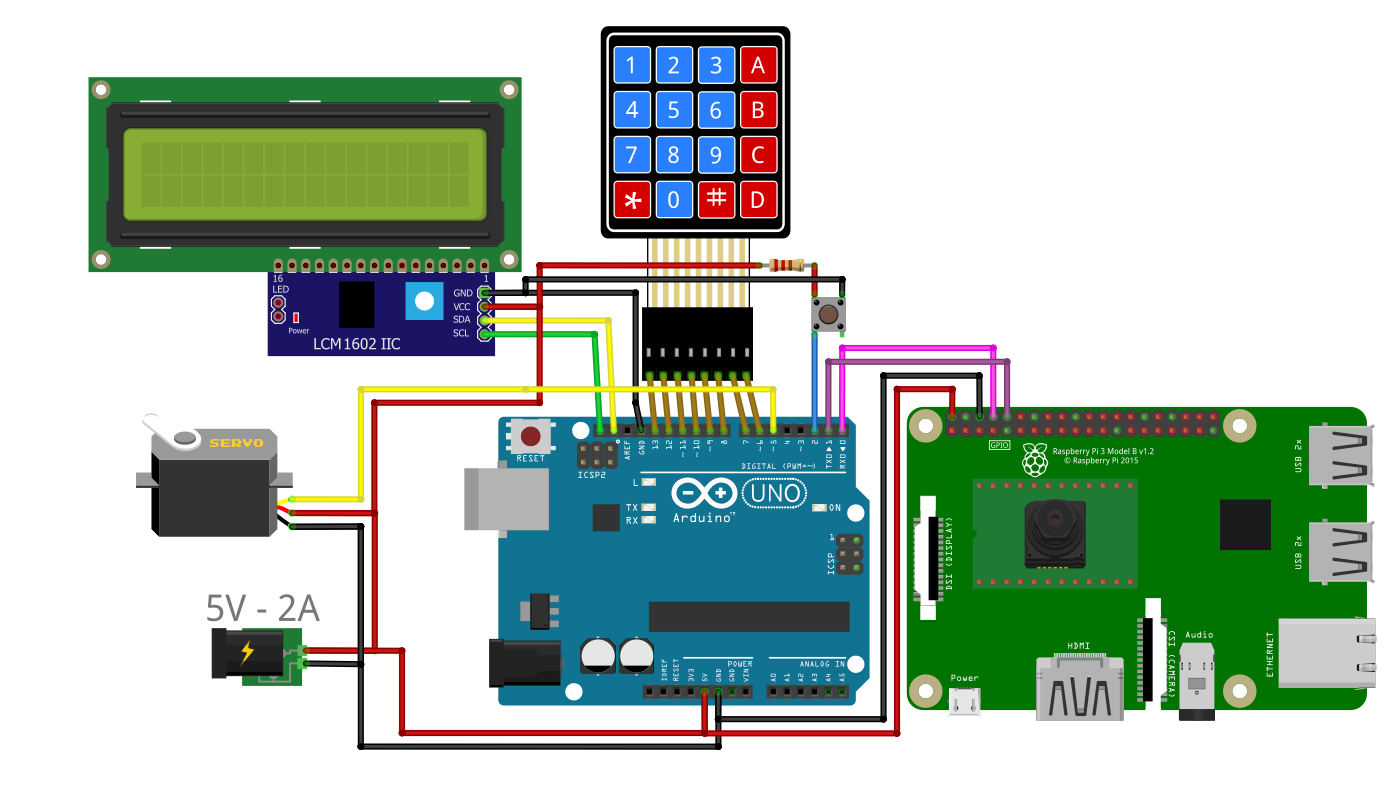 1 2 3 A
4 5 6 B
7 8 9 C
* 0 # D
16
1
LED
Power
GND
VCC
SDA
SCL
LCM1602 IIC
SERVO
5V - 2A
RESET
ICSP2
AREF
GND
13
12
~11
~10
~9
8
7
~6
~5
4
~3
2
TXD▶1
RXD◀0
DIGITAL (PWM=~)
L
TX
RX
Arduino™
UNO
ON
1
ICSP
POWER
ANALOG IN
IOREF
RESET
3V3
5V
GND
GND
VIN
A0
A1
A2
A3
A4
A5
GPIO
Raspberry Pi 3 Model B v1.2
© Raspberry Pi 2015
DSI (DISPLAY)
USB 2x
USB 2x
ETHERNET
CSI (CAMERA)
Audio
HDMI
Power